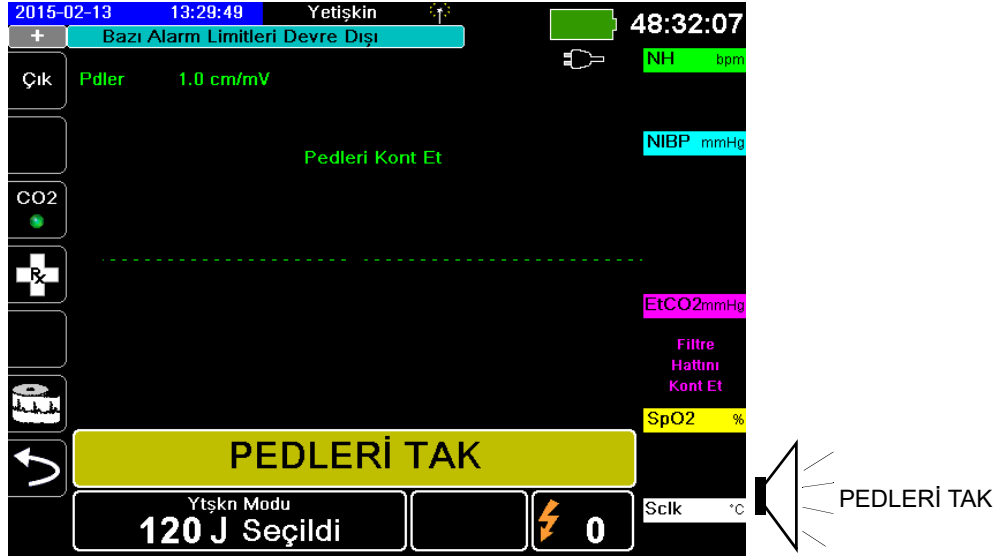 2015-02-13 13:29:49 Yetişkin
48:32:07
+ Bazı Alarm Limitleri Devre Dışı
NH bpm
Çık
Pdler 1.0 cm/mV
NIBP mmHg
Pedleri Kont Et
CO2
Rx
EtCO2 mmHg
Filtre
Hattını
Kont Et
SpO2 %
PEDLERİ TAK
PEDLERİ TAK
Sclk °C
Ytşkn Modu
120 J Seçildi
0